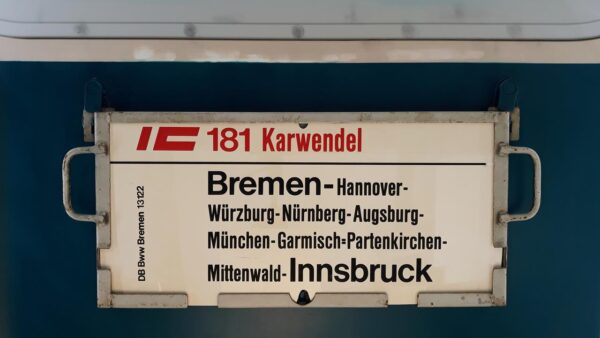 IC 181 Karwendel
Bremen-Hannover-
Würzburg-Nürnberg-Augsburg-
München-Garmisch=Partenkirchen-
Mittenwald-Innsbruck
DB Bww Bremen 13122